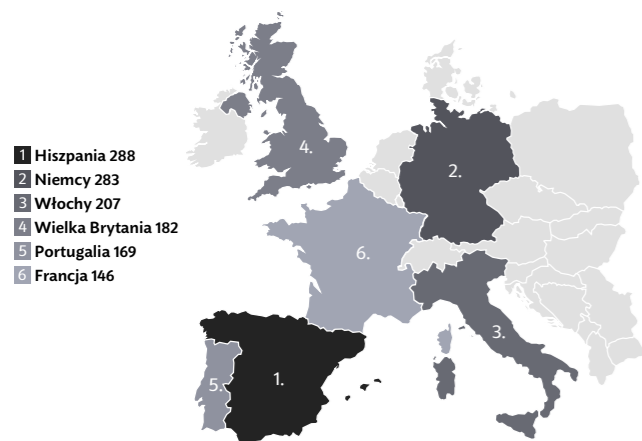 1 Hiszpania 288
2 Niemcy 283
3 Włochy 207
4 Wielka Brytania 182
5 Portugalia 169
6 Francja 146
4.
2.
6.
3.
5.
1.